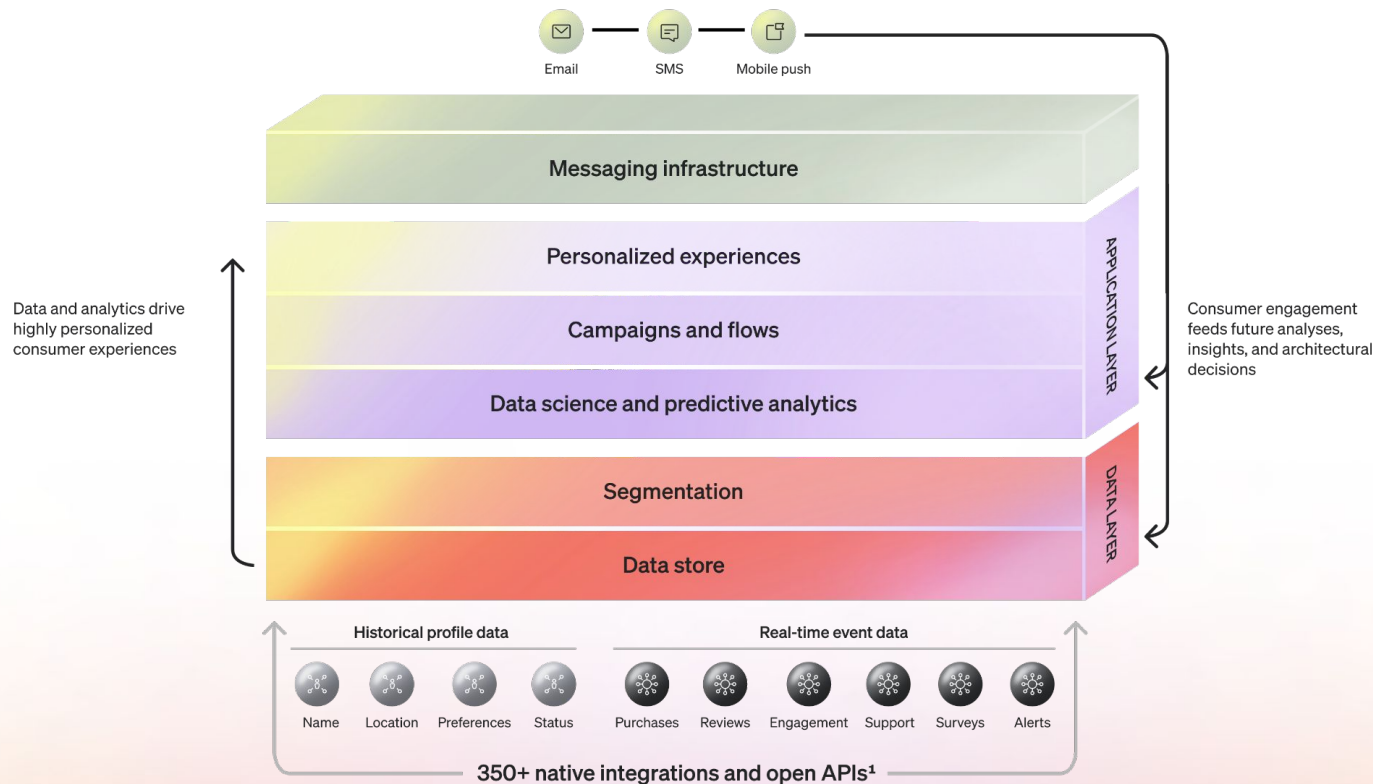 Email
SMS
Mobile push
Messaging infrastructure
Personalized experiences
Campaigns and flows
Data science and predictive analytics
APPLICATION LAYER
Segmentation
Data store
DATA LAYER
Data and analytics drive
highly personalized
consumer experiences
Consumer engagement
feeds future analyses,
insights, and architectural
decisions
Historical profile data
Name
Location
Preferences
Status
Real-time event data
Purchases
Reviews
Engagement
Support
Surveys
Alerts
350+ native integrations and open APIs¹